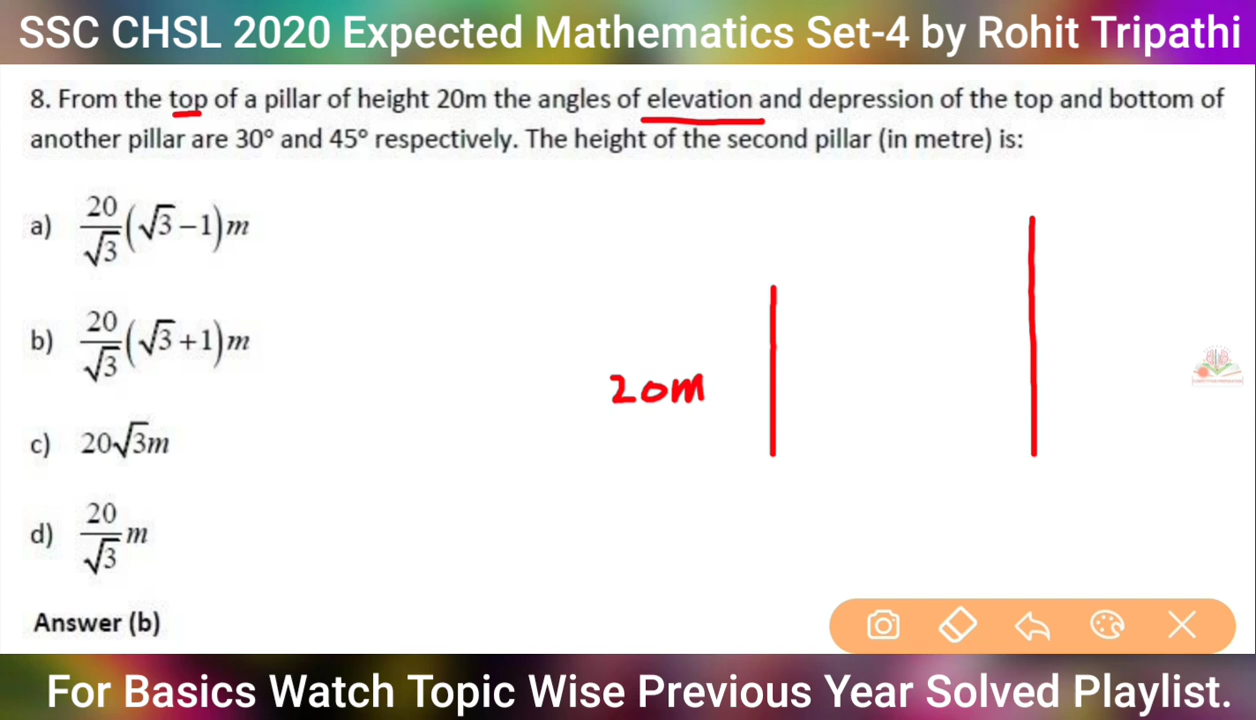 SSC CHSL 2020 Expected Mathematics Set-4 by Rohit Tripathi
8. From the top of a pillar of height 20m the angles of elevation and depression of the top and bottom of
another pillar are 30° and 45° respectively. The height of the second pillar (in metre) is:
a) 20/√3 (√3 − 1) m
b) 20/√3 (√3 + 1) m
20m
c) 20√3m
d) 20/√3 m
Answer (b)
For Basics Watch Topic Wise Previous Year Solved Playlist.